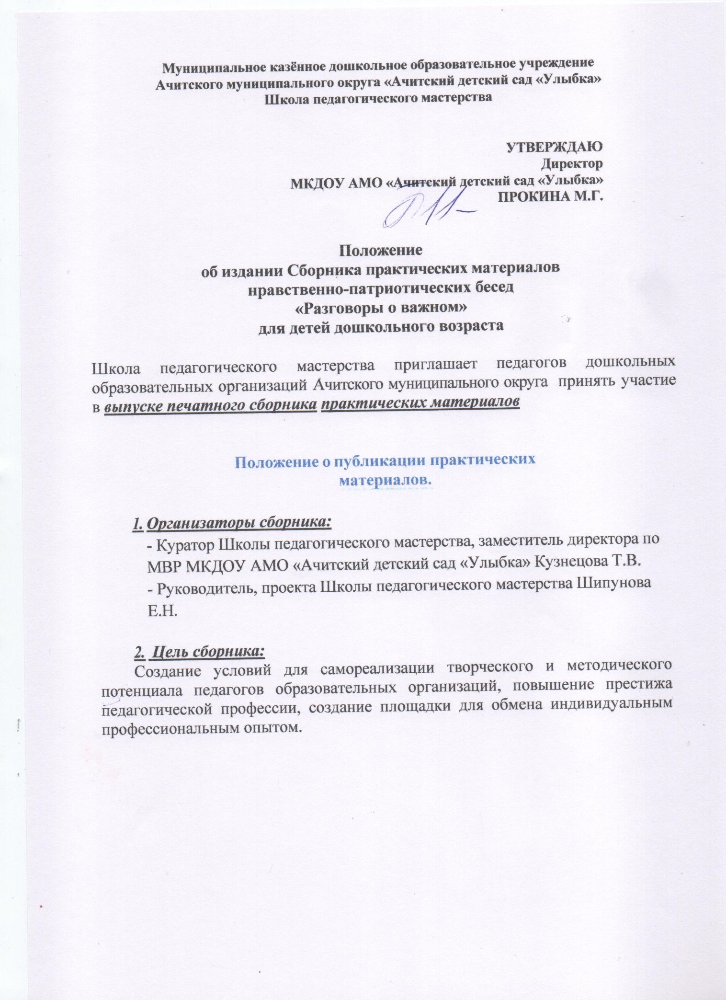 Муниципальное казённое дошкольное образовательное учреждение
Ачитского муниципального округа «Ачитский детский сад «Улыбка»
Школа педагогического мастерства
УТВЕРЖДАЮ
Директор
МКДОУ АМО «Ачитский детский сад «Улыбка»
ПРОКИНА М.Г.
Положение
об издании Сборника практических материалов
нравственно-патриотических бесед
«Разговоры о важном»
для детей дошкольного возраста
Школа педагогического мастерства приглашает педагогов дошкольных
образовательных организаций Ачитского муниципального округа принять участие
в выпуске печатного сборника практических материалов
Положение о публикации практических
материалов.
1. Организаторы сборника:
- Куратор Школы педагогического мастерства, заместитель директора по
МВР МКДОУ АМО «Ачитский детский сад «Улыбка» Кузнецова Т.В.
- Руководитель, проекта Школы педагогического мастерства Шипунова
Е.Н.
2. Цель сборника:
Создание условий для самореализации творческого и методического
потенциала педагогов образовательных организаций, повышение престижа
педагогической профессии, создание площадки для обмена индивидуальным
профессиональным опытом.